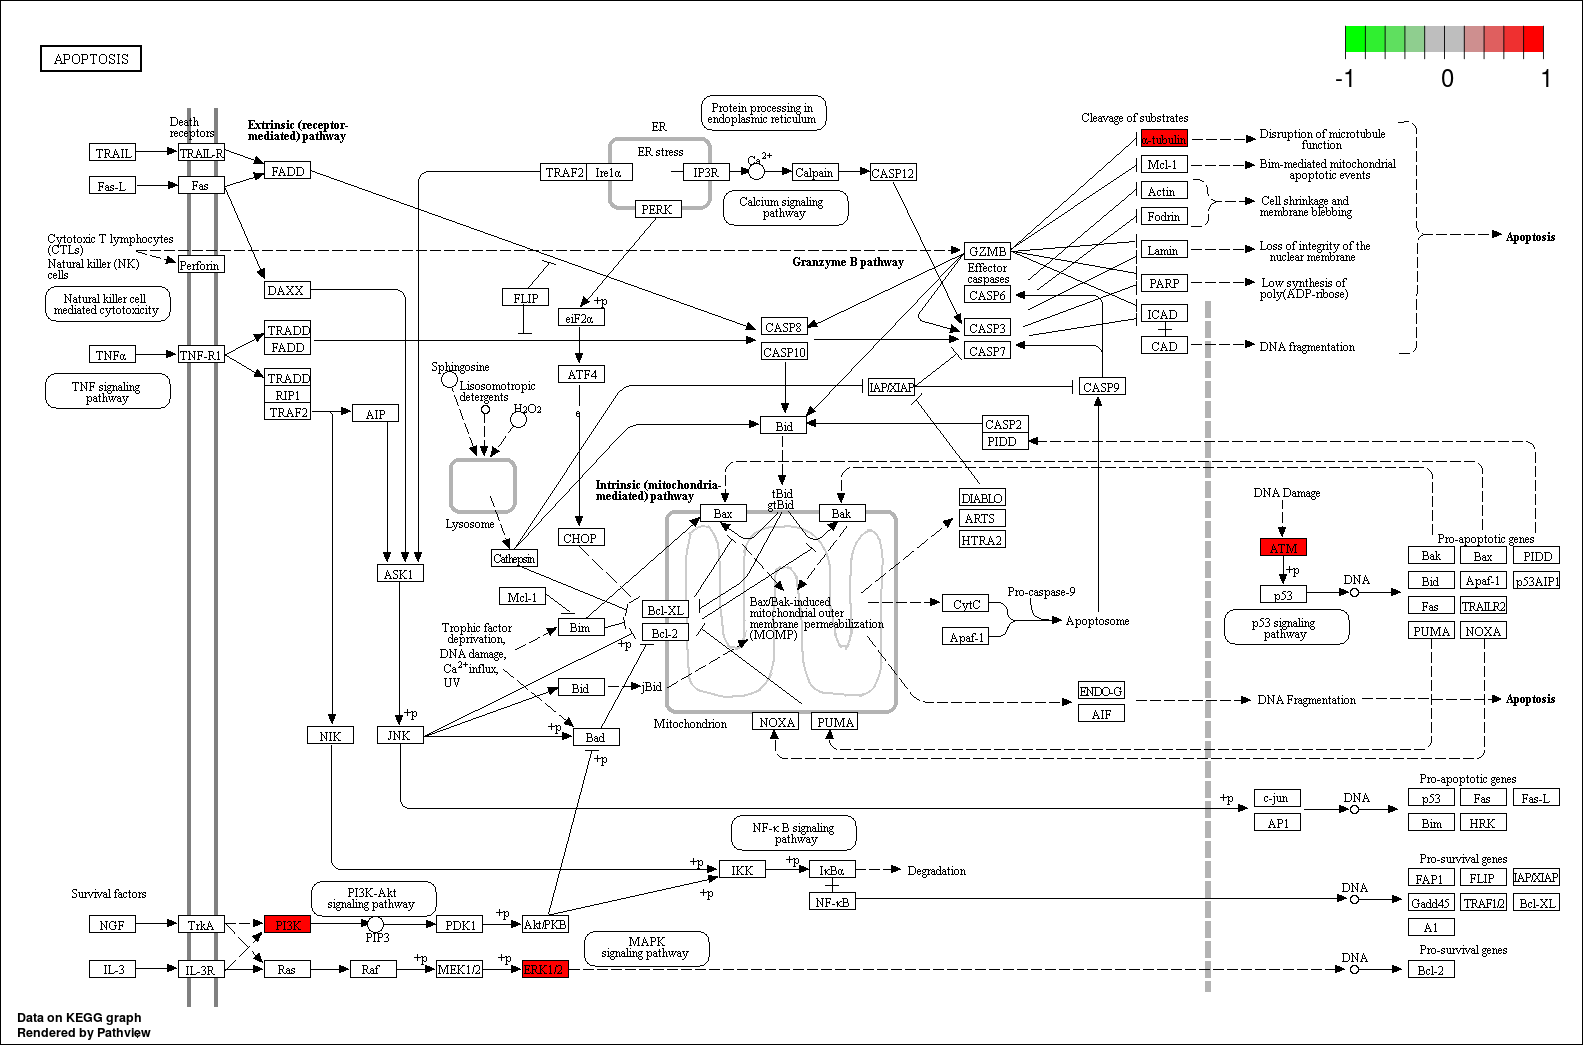 APOPTOSIS
-1 0 1
Death
receptors
Extrinsic (receptor-
mediated) pathway
TRAIL
TRAIL-R
FADD
Fas-L
Fas
Cytotoxic T lymphocytes
(CTLs)
Natural killer (NK)
cells
Perforin
DAXX
Natural killer cell
mediated cytotoxicity
TRADD
FADD
TNFα
TNF-R1
TRADD
RIP1
TRAF2
AIP
TNF signaling
pathway
Protein processing in
endoplasmic reticulum
ER
ER stress
TRAF2
Ire1α
IP3R
Ca2+
Calpain
CASP12
PERK
Calcium signaling
pathway
FLIP
+p
eiF2α
ATF4
e
CHOP
Sphingosine
Lisosomotropic
detergents
H2O2
Lysosome
Cathepsin
ASK1
Granzyme B pathway
GZMB
Effector
caspases
CASP6
CASP3
CASP7
CASP8
CASP10
IAP/XIAP
CASP9
Bid
CASP2
PIDD
Cleavage of substrates
α-tubulin
Mcl-1
Actin
Fodrin
Lamin
PARP
ICAD
CAD
Disruption of microtubule
function
Bim-mediated mitochondrial
apoptotic events
Cell shrinkage and
membrane blebbing
Loss of integrity of the
nuclear membrane
Low synthesis of
poly(ADP-ribose)
DNA fragmentation
Apoptosis
Intrinsic (mitochondria-
mediated) pathway
tBid
gtBid
Bax
Bak
DIABLO
ARTS
HTRA2
Mcl-1
Bim
Bcl-XL
Bcl-2
+p
Bax/Bak-induced
mitochondrial outer
membrane permeabilization
(MOMP)
Trophic factor
deprivation,
DNA damage,
Ca2+ influx,
UV
Bid
jBid
Mitochondrion
NOXA
PUMA
CytC
Apaf-1
Pro-caspase-9
Apoptosome
ENDO-G
AIF
DNA Fragmentation
Apoptosis
DNA Damage
ATM
+p
p53
DNA
p53 signaling
pathway
Pro-apoptotic genes
Bak
Bax
PIDD
Bid
Apaf-1
p53AIP1
Fas
TRAILR2
PUMA
NOXA
NIK
+p
JNK
+p
Bad
+p
+p
c-jun
AP1
DNA
Pro-apoptotic genes
p53
Fas
Fas-L
Bim
HRK
NF-κB signaling
pathway
+p
IKK
+p
IκBα
Degradation
+p
NF-κB
DNA
Pro-survival genes
FAP1
FLIP
IAP/XIAP
Gadd45
TRAF1/2
Bcl-XL
A1
Survival factors
NGF
TrkA
PI3K
PI3K-Akt
signaling pathway
PIP3
PDK1
+p
Akt/PKB
IL-3
IL-3R
Ras
Raf
+p
MEK1/2
+p
ERK1/2
MAPK
signaling pathway
DNA
Pro-survival genes
Bcl-2
Data on KEGG graph
Rendered by Pathview